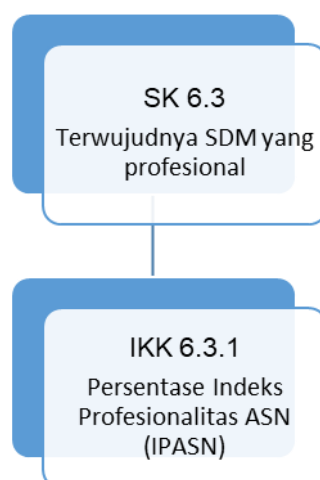 SK 6.3
Terwujudnya SDM yang
profesional
IKK 6.3.1
Persentase Indeks
Profesionalitas ASN
(IPASN)